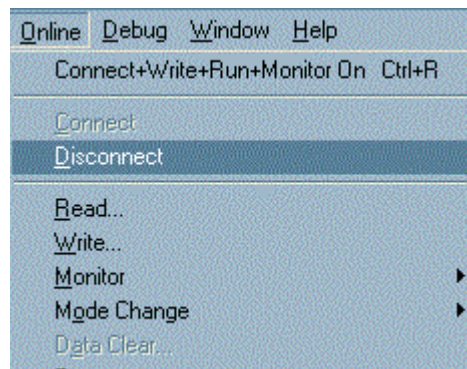 Online Debug Window Help
Connect+Write+Run+Monitor On Ctrl+R
Connect
Disconnect
Read...
Write...
Monitor
Mode Change
Data Clear...